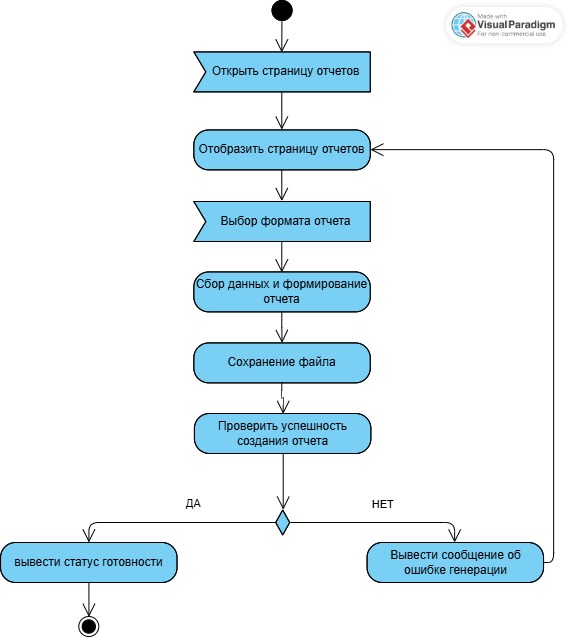 Made with
Visual Paradigm
For non-commercial use
Открыть страницу отчетов
Отобразить страницу отчетов
Выбор формата отчета
Сбор данных и формирование
отчета
Сохранение файла
Проверить успешность
создания отчета
ДА
НЕТ
вывести статус готовности
Вывести сообщение об
ошибке генерации